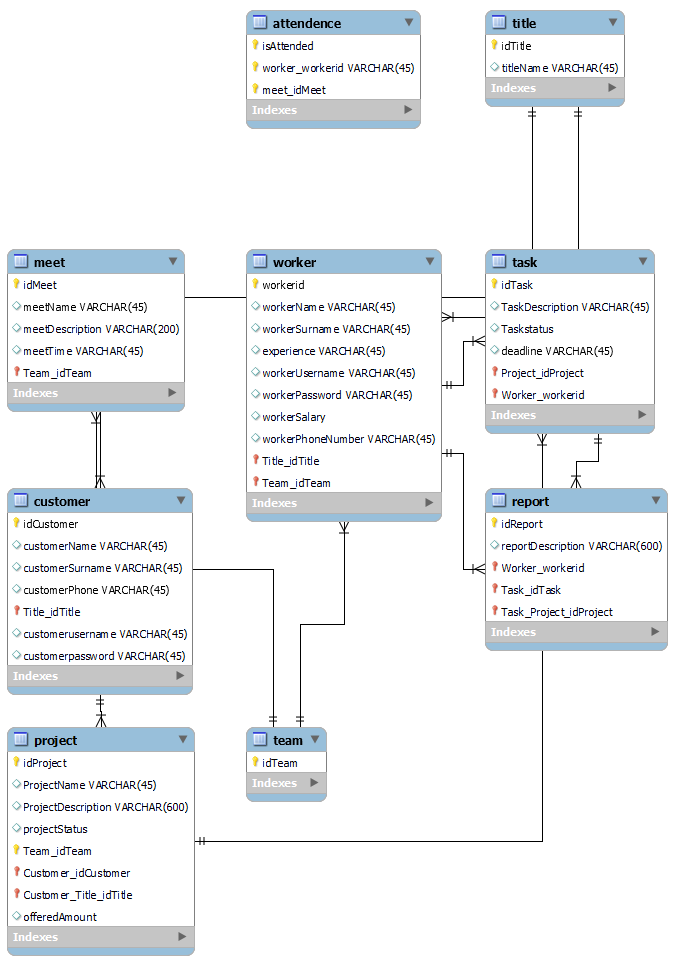 attendence
isAttended
worker_workerid VARCHAR(45)
meet_idMeet
Indexes
title
idTitle
titleName VARCHAR(45)
Indexes
meet
idMeet
meetName VARCHAR(45)
meetDescription VARCHAR(200)
meetTime VARCHAR(45)
Team_idTeam
Indexes
worker
workerid
workerName VARCHAR(45)
workerSurname VARCHAR(45)
experience VARCHAR(45)
workerUsername VARCHAR(45)
workerPassword VARCHAR(45)
workerSalary
workerPhoneNumber VARCHAR(45)
Title_idTitle
Team_idTeam
Indexes
task
idTask
TaskDescription VARCHAR(45)
Taskstatus
deadline VARCHAR(45)
Project_idProject
Worker_workerid
Indexes
customer
idCustomer
customerName VARCHAR(45)
customerSurname VARCHAR(45)
customerPhone VARCHAR(45)
Title_idTitle
customerusername VARCHAR(45)
customerpassword VARCHAR(45)
Indexes
report
idReport
reportDescription VARCHAR(600)
Worker_workerid
Task_idTask
Task_Project_idProject
Indexes
project
idProject
ProjectName VARCHAR(45)
ProjectDescription VARCHAR(600)
projectStatus
Team_idTeam
Customer_idCustomer
Customer_Title_idTitle
offeredAmount
Indexes
team
idTeam
Indexes